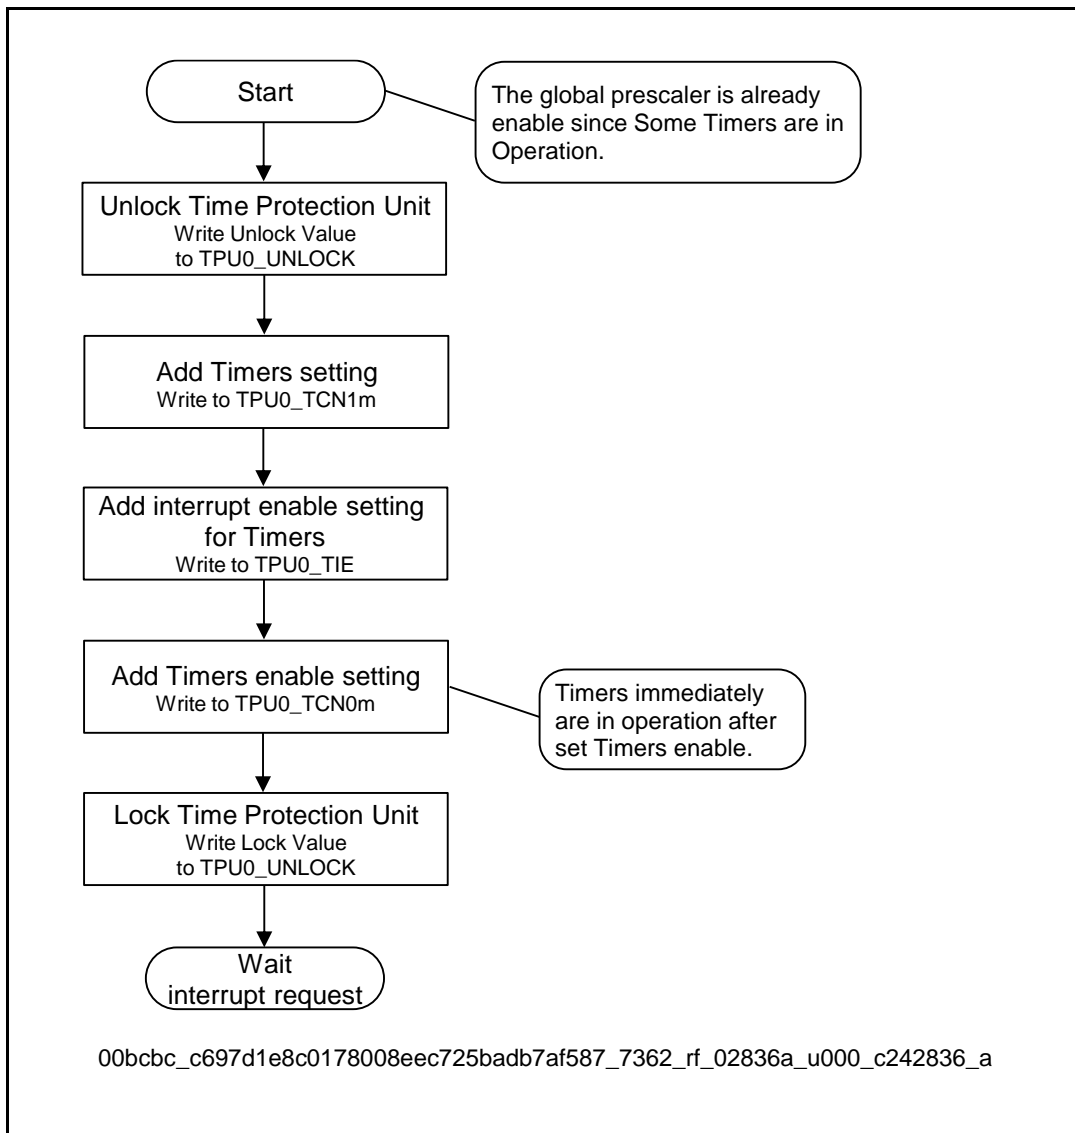 Start
The global prescaler is already
enable since Some Timers are in
Operation.
Unlock Time Protection Unit
Write Unlock Value
to TPU0_UNLOCK
Add Timers setting
Write to TPU0_TCN1m
Add interrupt enable setting
for Timers
Write to TPU0_TIE
Add Timers enable setting
Write to TPU0_TCN0m
Timers immediately
are in operation after
set Timers enable.
Lock Time Protection Unit
Write Lock Value
to TPU0_UNLOCK
Wait
interrupt request
00bcbc_c697d1e8c0178008eec725badb7af587_7362_rf_02836a_u000_c242836_a